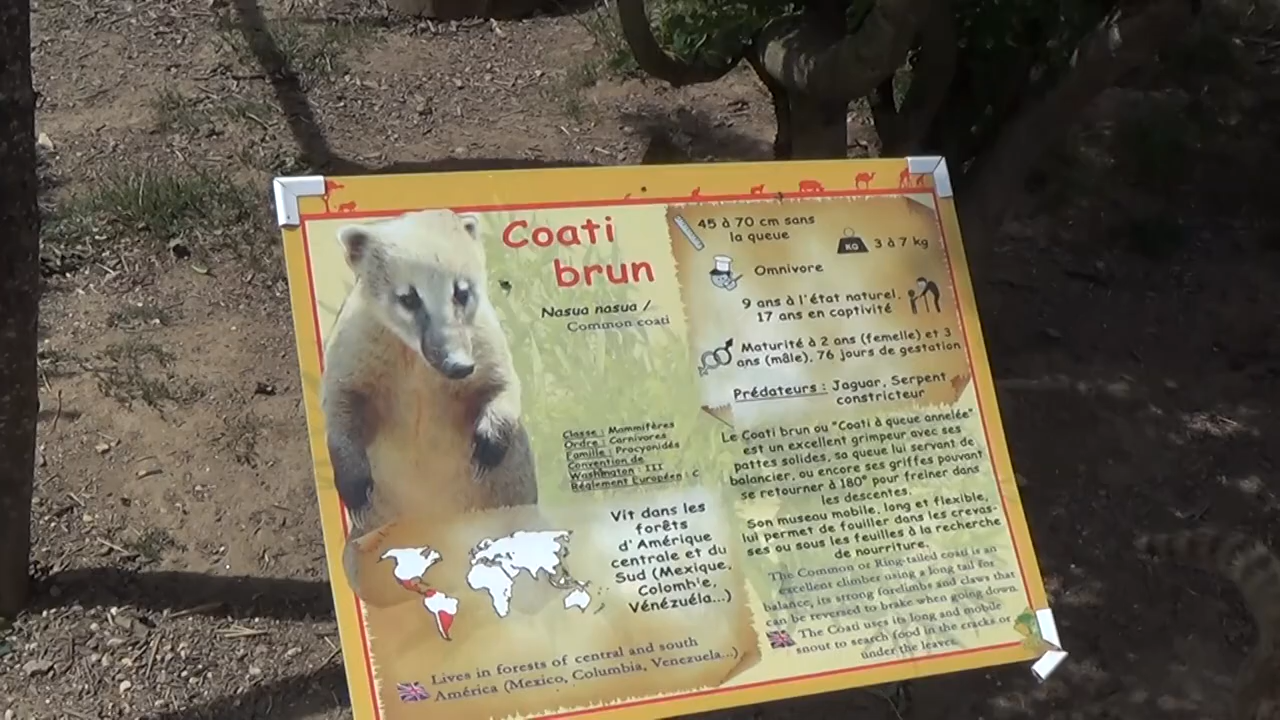 Coati
brun
Nasua nasua /
Common coati
Classe : Mammifères
Ordre : Carnivores
Famille : Procyonidés
Convention de
Washington : III
Réglement Européen : C
Vit dans les
forêts
d'Amérique
centrale et du
Sud (Mexique,
Colombie,
Vénézuéla...)
Lives in forests of central and south
América (Mexico, Columbia, Venezuela...)
45 à 70 cm sans
la queue
KG
3 à 7 kg
Omnivore
9 ans à l'état naturel.
17 ans en captivité
Maturité à 2 ans (femelle) et 3
ans (mâle), 76 jours de gestation
Prédateurs : Jaguar, Serpent
constricteur
Le Coati brun ou "Coati à queue annelée"
est un excellent grimpeur avec ses
pattes solides, sa queue lui servant de
balancier, ou encore ses griffes pouvant
se retourner à 180° pour freiner dans
les descentes.
Son museau mobile, long et flexible,
lui permet de fouiller dans les crevas-
ses ou sous les feuilles à la recherche
de nourriture.
The Common or Ring-tailed coati is an
excellent climber using a long tail for
balance, its strong forelimbs and claws that
can be reversed to brake when going down.
The Coati uses its long and mobile
snout to search food in the cracks or
under the leaves.